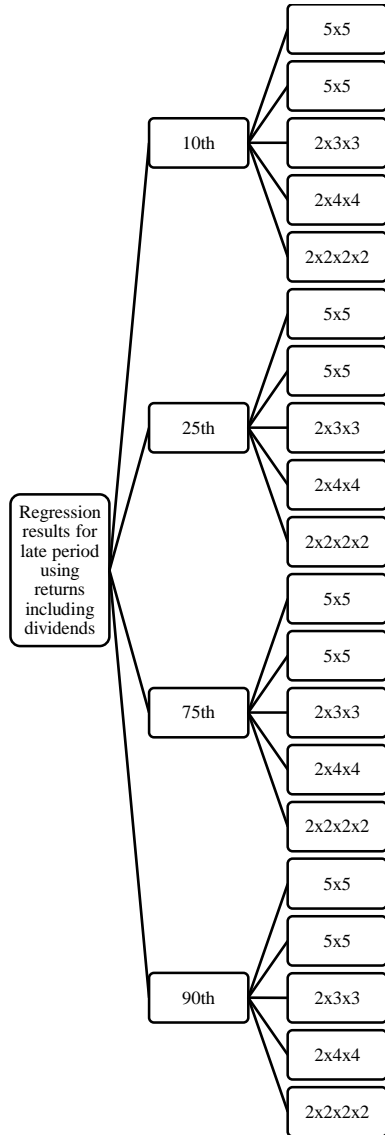 Regression
results for
late period
using
returns
including
dividends
10th
5x5
5x5
2x3x3
2x4x4
2x2x2x2
25th
5x5
5x5
2x3x3
2x4x4
2x2x2x2
75th
5x5
5x5
2x3x3
2x4x4
2x2x2x2
90th
5x5
5x5
2x3x3
2x4x4
2x2x2x2